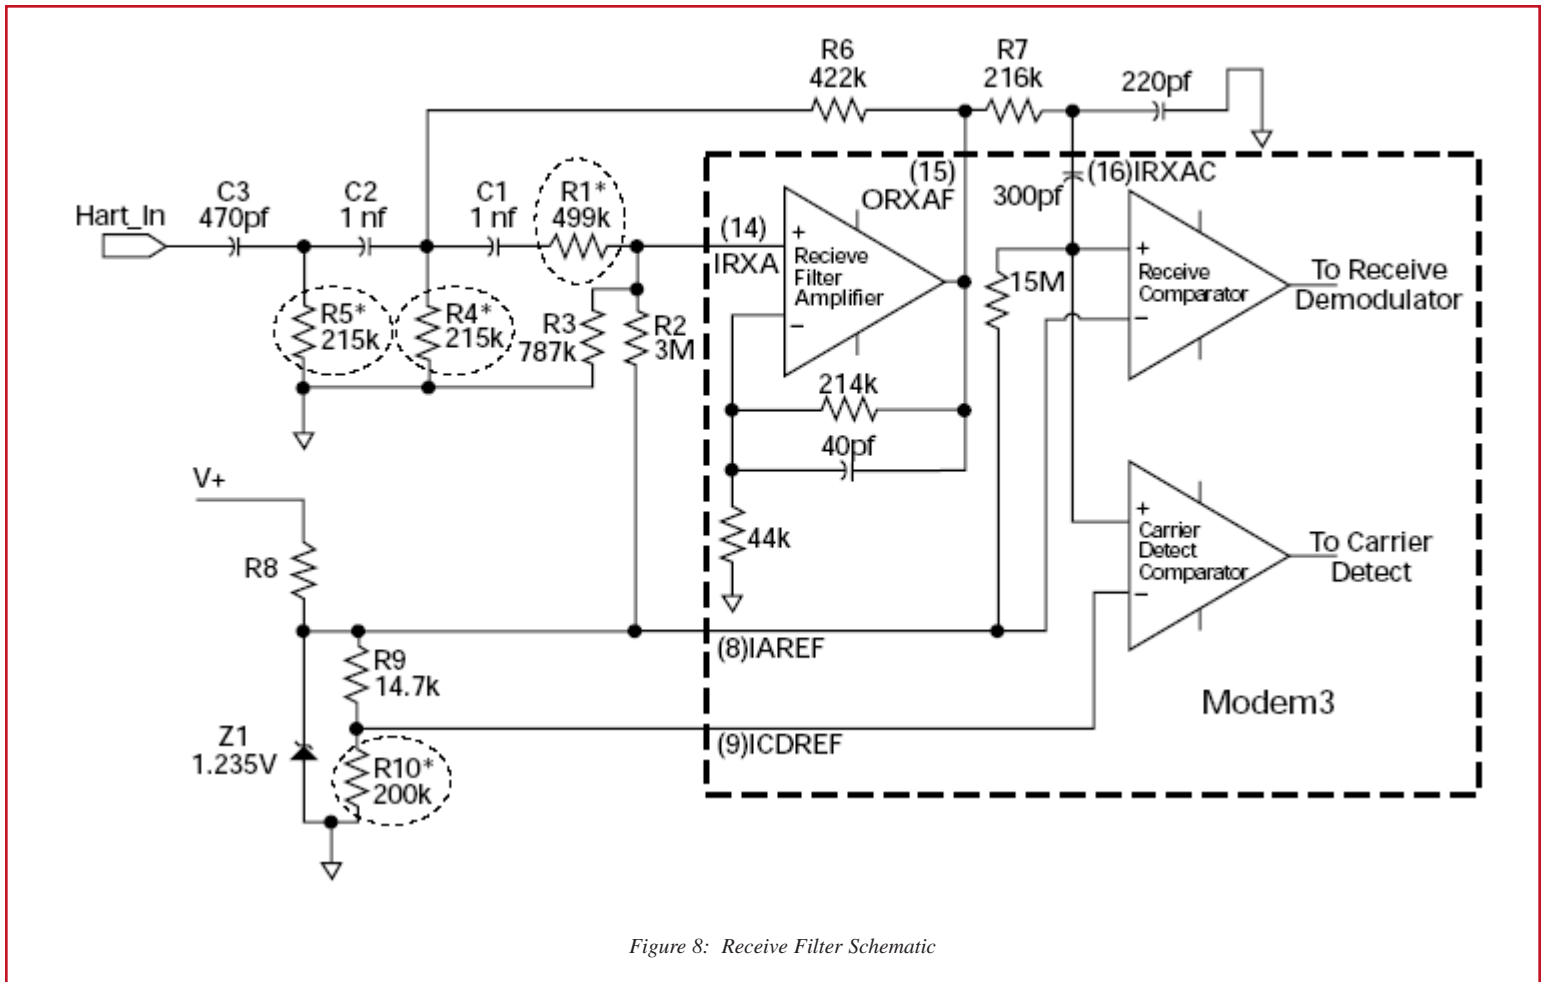 R6
422k
R7
216k
220pf
(15)
ORXAF
(16)IRXAC
300pf
Hart_In
C3
470pf
C2
1 nf
C1
1 nf
R1*
499k
(14)
IRXA
+
Recieve
Filter
Amplifier
−
+
Receive
Comparator
−
To Receive
Demodulator
15M
R5*
215k
R4*
215k
R3
787k
R2
3M
214k
40pf
44k
V+
R8
+
Carrier
Detect
Comparator
−
To Carrier
Detect
(8)IAREF
R9
14.7k
(9)ICDREF
Z1
1.235V
R10*
200k
Modem3
Figure 8: Receive Filter Schematic